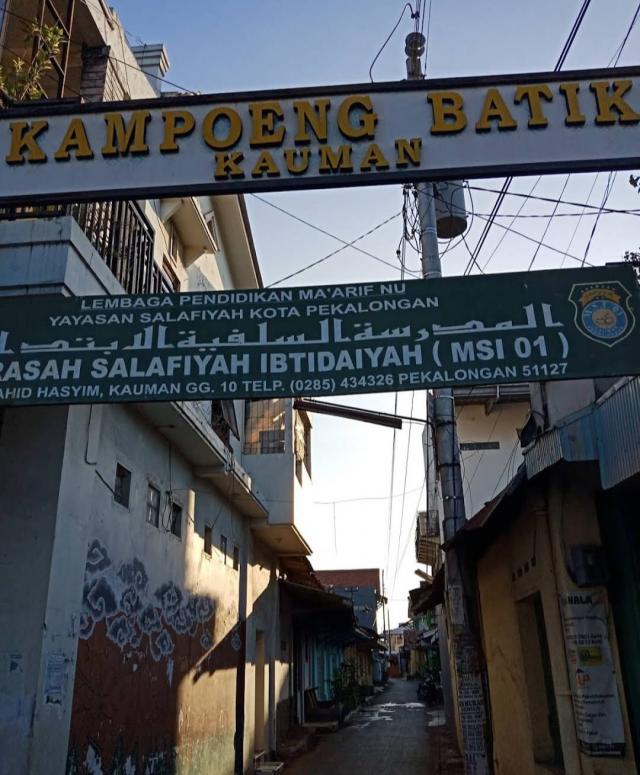 KAMPOENG BATIK
KAUMAN
LEMBAGA PENDIDIKAN MA'ARIF NU
YAYASAN SALAFIYAH KOTA PEKALONGAN
المدرسة السلفية الابتدا
RASAH SALAFIYAH IBTIDAIYAH ( MSI 01 )
AHID HASYIM, KAUMAN GG. 10 TELP. (0285) 434326 PEKALONGAN 51127